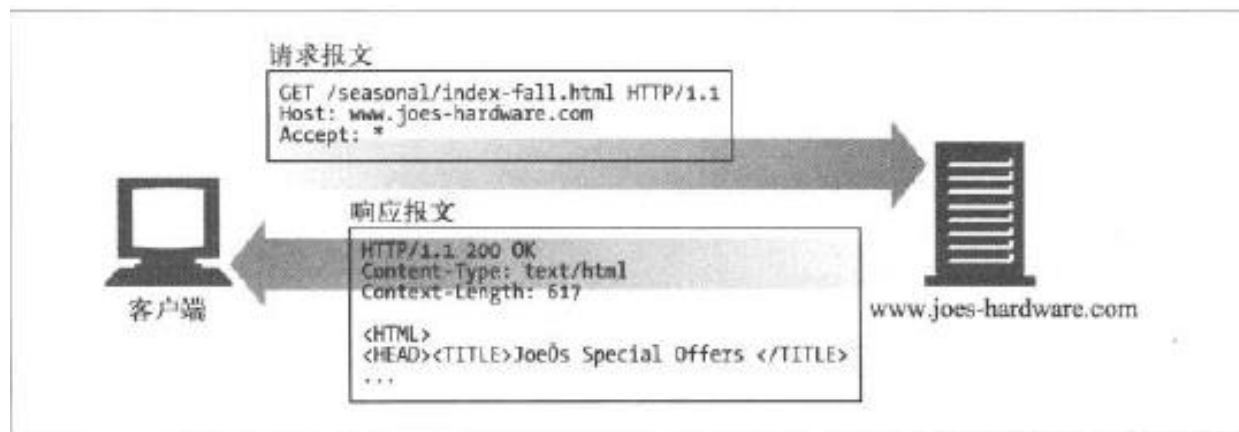 请求报文
GET /seasonal/index-fall.html HTTP/1.1
Host: www.joes-hardware.com
Accept: *
响应报文
HTTP/1.1 200 OK
Content-Type: text/html
Context-Length: 617
<HTML>
<HEAD><TITLE>JoeÕs Special Offers </TITLE>
...
客户端
www.joes-hardware.com